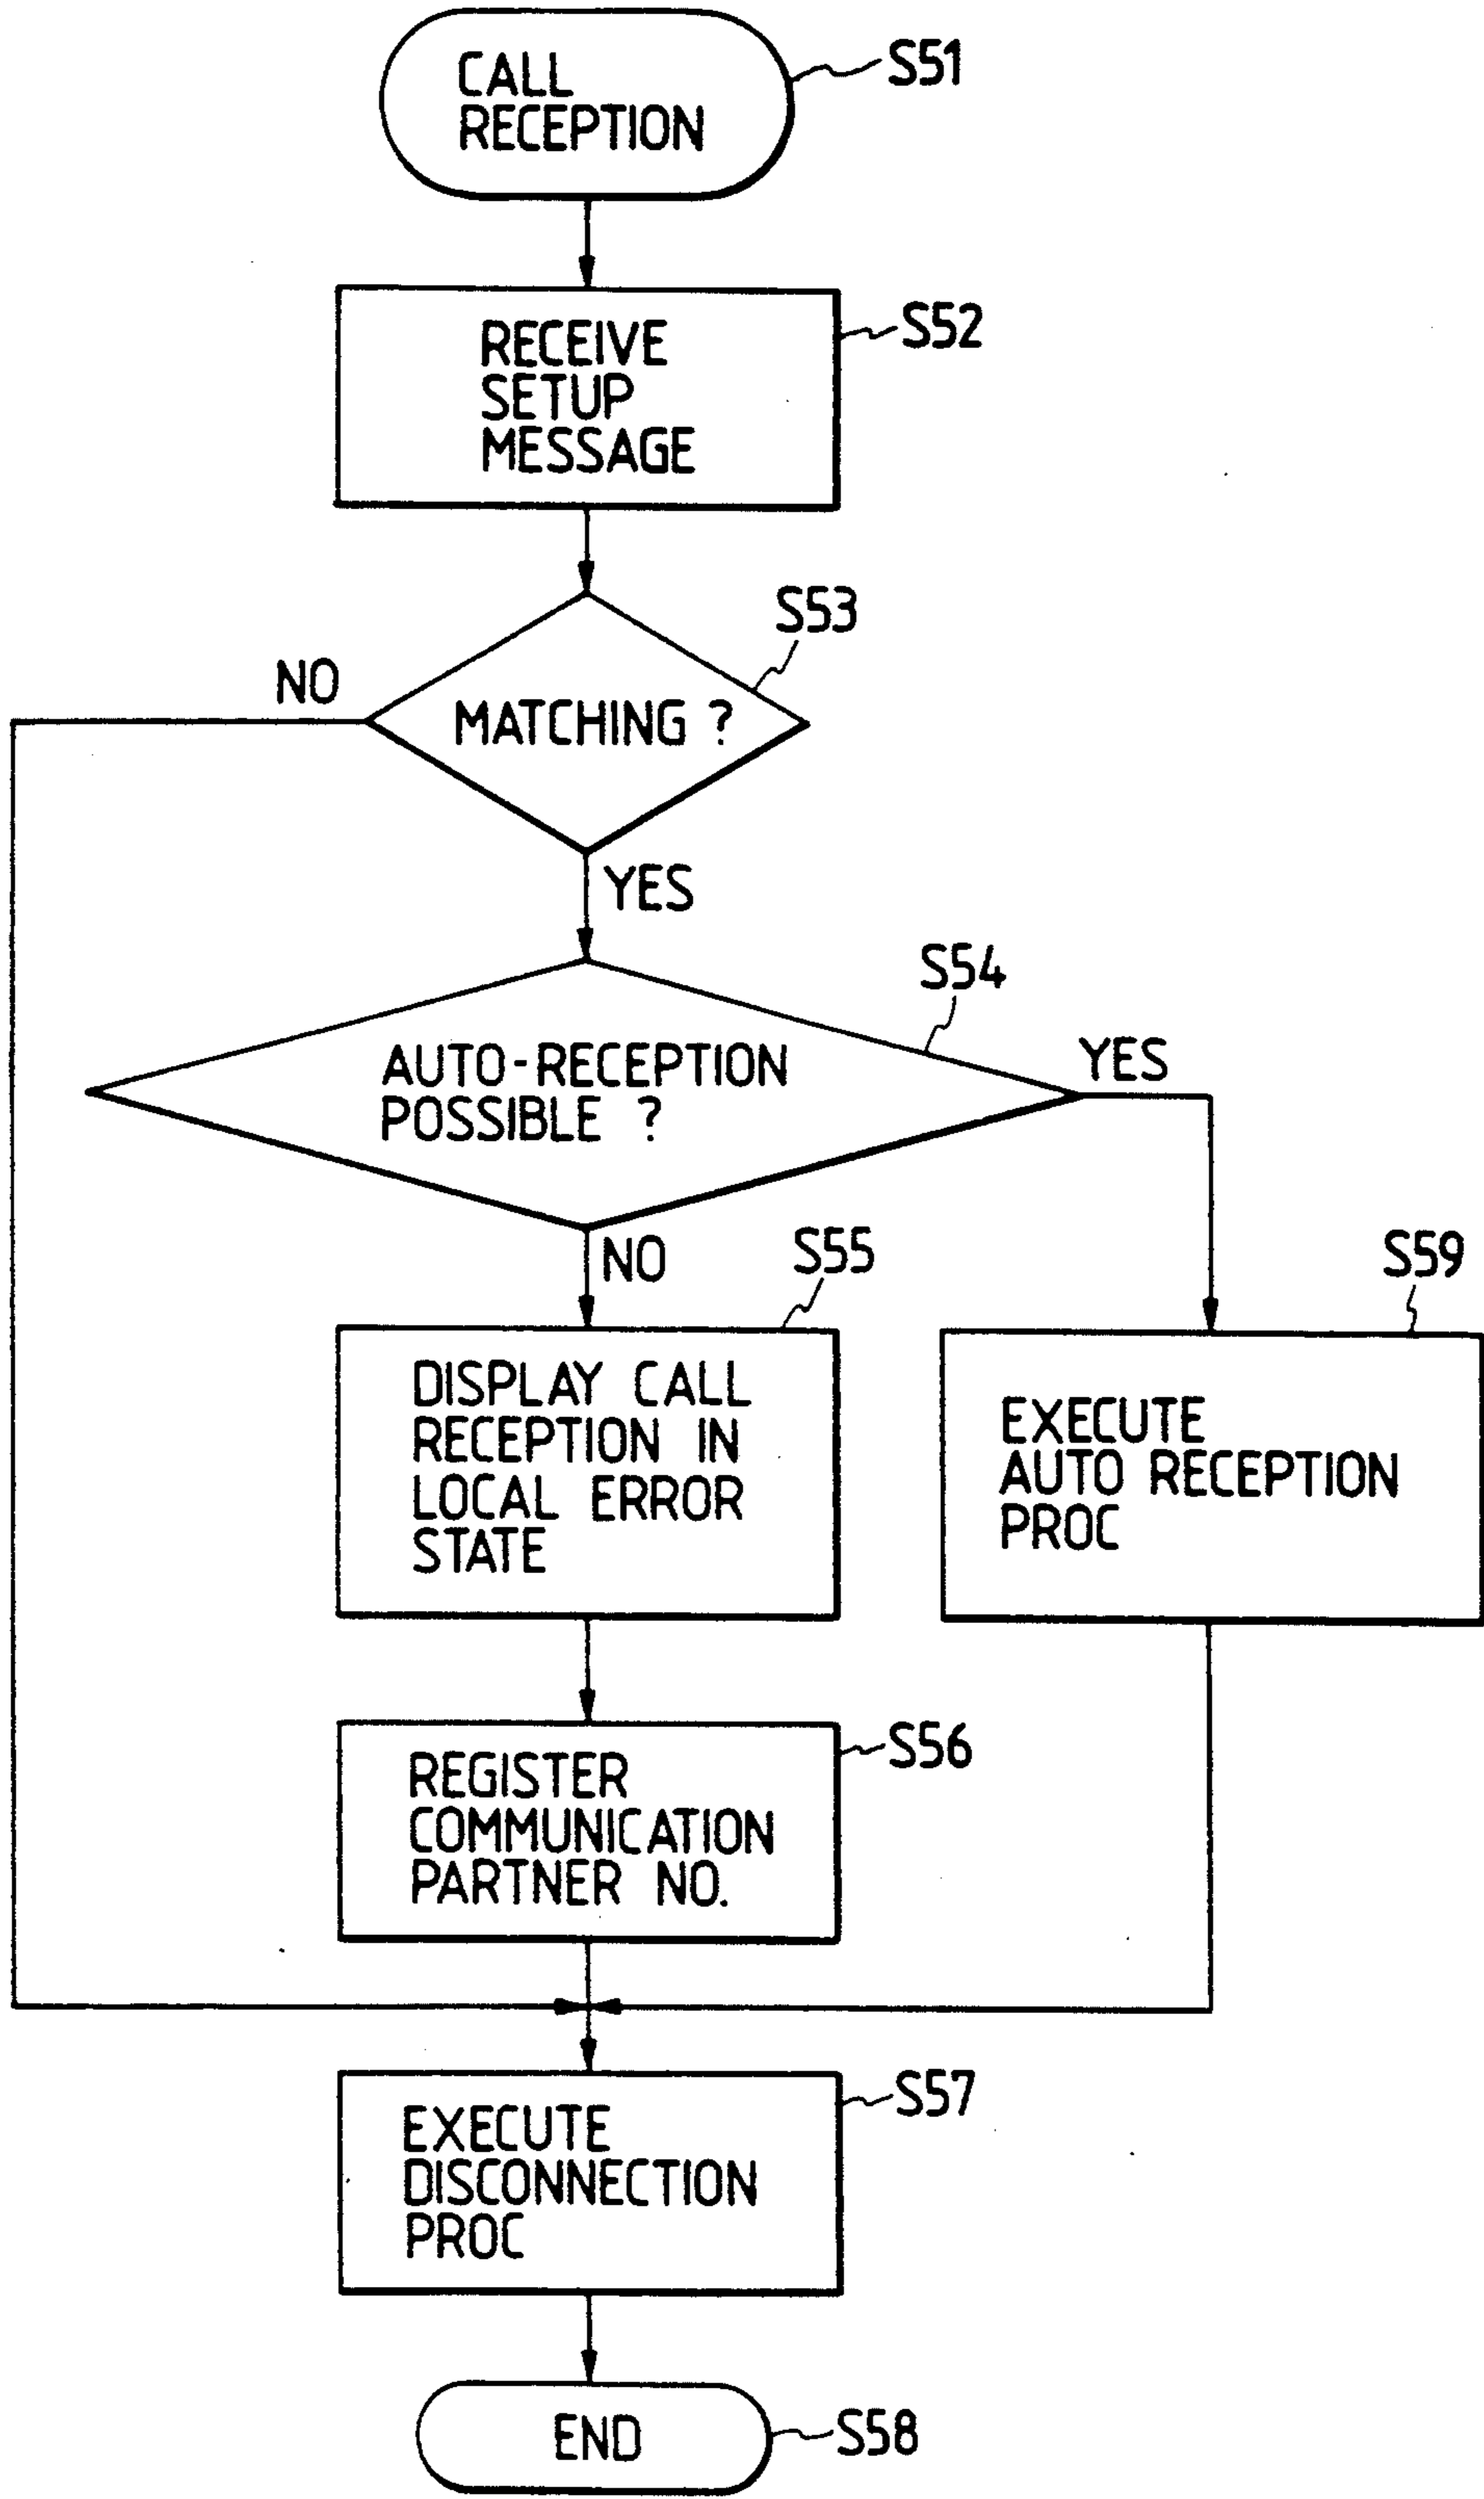 CALL
RECEPTION
S51
RECEIVE
SETUP
MESSAGE
S52
S53
NO
MATCHING ?
YES
S54
AUTO-RECEPTION
POSSIBLE ?
YES
NO
S55
S59
DISPLAY CALL
RECEPTION IN
LOCAL ERROR
STATE
EXECUTE
AUTO RECEPTION
PROC
REGISTER
COMMUNICATION
PARTNER NO.
S56
EXECUTE
DISCONNECTION
PROC
S57
END
S58